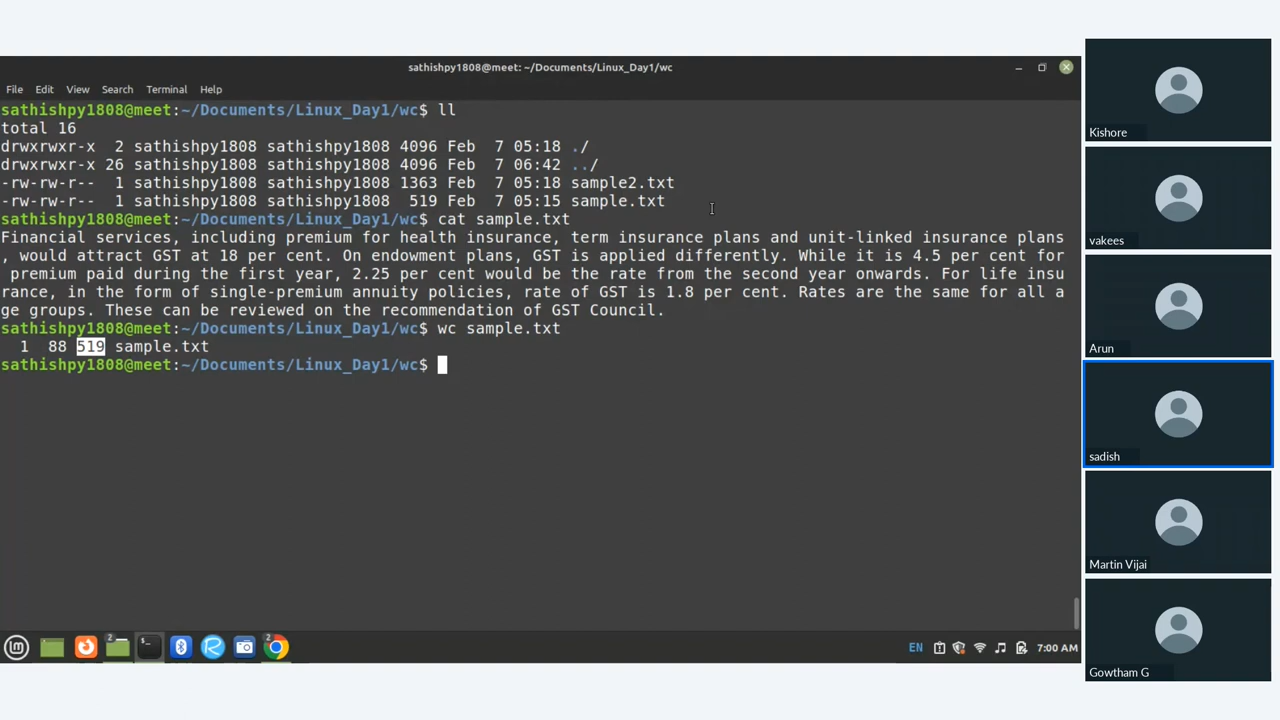 sathishpy1808@meet: ~/Documents/Linux_Day1/wc
File Edit View Search Terminal Help
sathishpy1808@meet:~/Documents/Linux_Day1/wc$ ll
total 16
drwxrwxr-x  2 sathishpy1808 sathishpy1808 4096 Feb  7 05:18 ./
drwxrwxr-x 26 sathishpy1808 sathishpy1808 4096 Feb  7 06:42 ../
-rw-rw-r--  1 sathishpy1808 sathishpy1808 1363 Feb  7 05:18 sample2.txt
-rw-rw-r--  1 sathishpy1808 sathishpy1808  519 Feb  7 05:15 sample.txt
sathishpy1808@meet:~/Documents/Linux_Day1/wc$ cat sample.txt
Financial services, including premium for health insurance, term insurance plans and unit-linked insurance plans
, would attract GST at 18 per cent. On endowment plans, GST is applied differently. While it is 4.5 per cent for
 premium paid during the first year, 2.25 per cent would be the rate from the second year onwards. For life insu
rance, in the form of single-premium annuity policies, rate of GST is 1.8 per cent. Rates are the same for all a
ge groups. These can be reviewed on the recommendation of GST Council.
sathishpy1808@meet:~/Documents/Linux_Day1/wc$ wc sample.txt
  1  88 519 sample.txt
sathishpy1808@meet:~/Documents/Linux_Day1/wc$
2
2
EN
7:00 AM
Kishore
vakees
Arun
sadish
Martin Vijai
Gowtham G